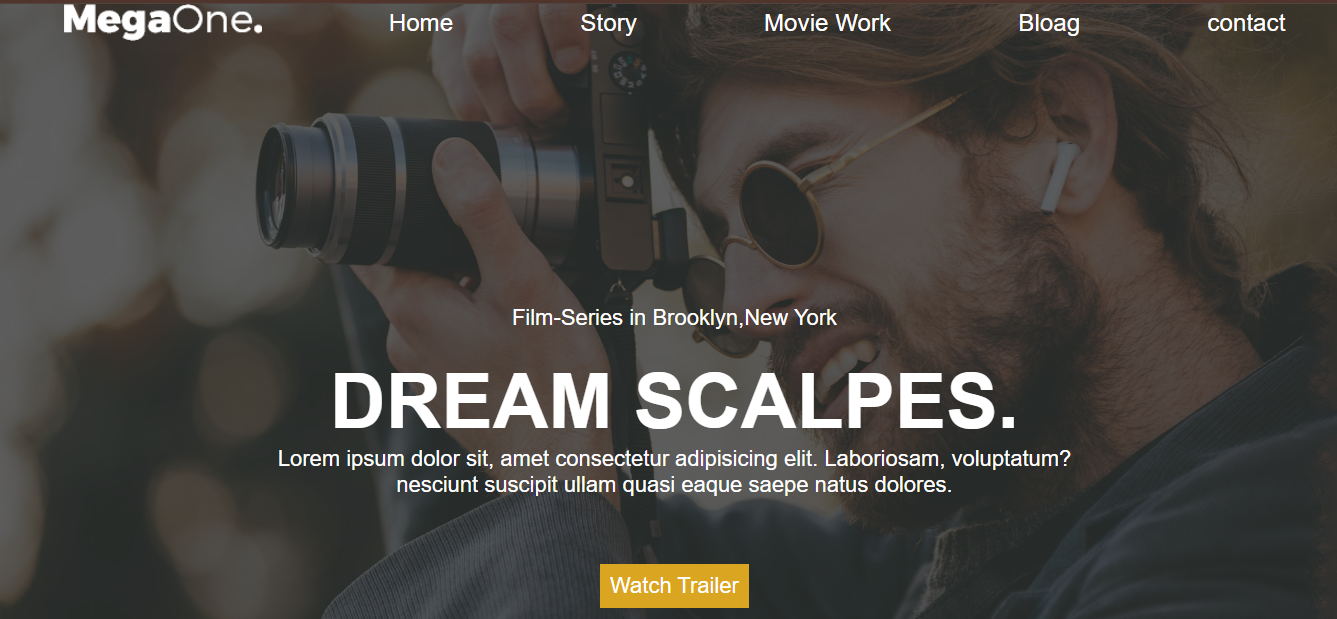 MegaOne. Home Story Movie Work Bloag contact
Film-Series in Brooklyn,New York
DREAM SCALPES.
Lorem ipsum dolor sit, amet consectetur adipisicing elit. Laboriosam, voluptatum?
nesciunt suscipit ullam quasi eaque saepe natus dolores.
Watch Trailer